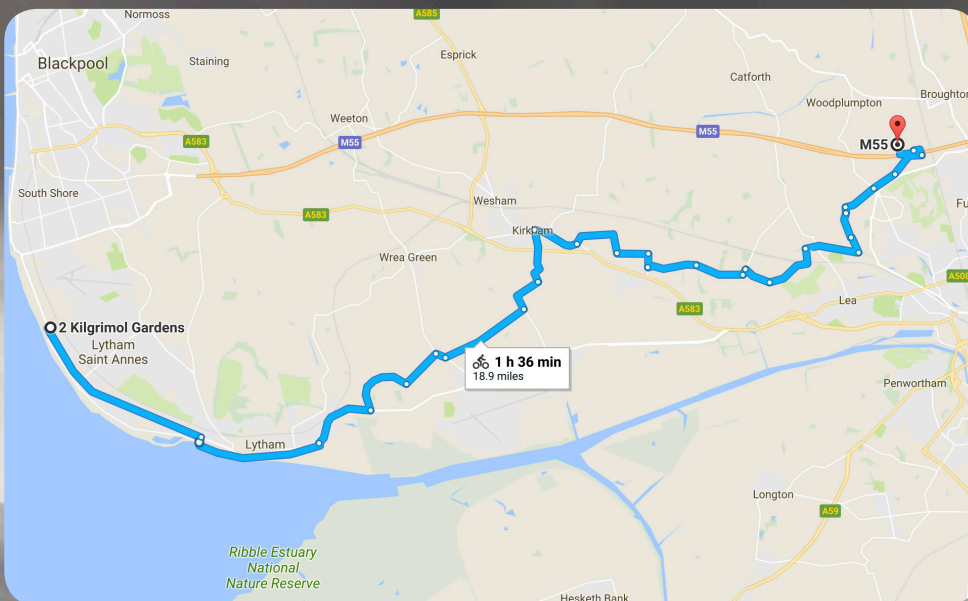 Normoss
A585
Blackpool
Staining
Esprick
Catforth
Woodplumpton
Broughton
Weeton
A583
M55
M55
M55
South Shore
A583
Wesham
Kirkham
Wrea Green
Fu
2 Kilgrimol Gardens
Lytham
Saint Annes
A583
Lea
A508
1 h 36 min
18.9 miles
Penwortham
Lytham
Longton
A59
Ribble Estuary
National
Nature Reserve
Hesketh Bank